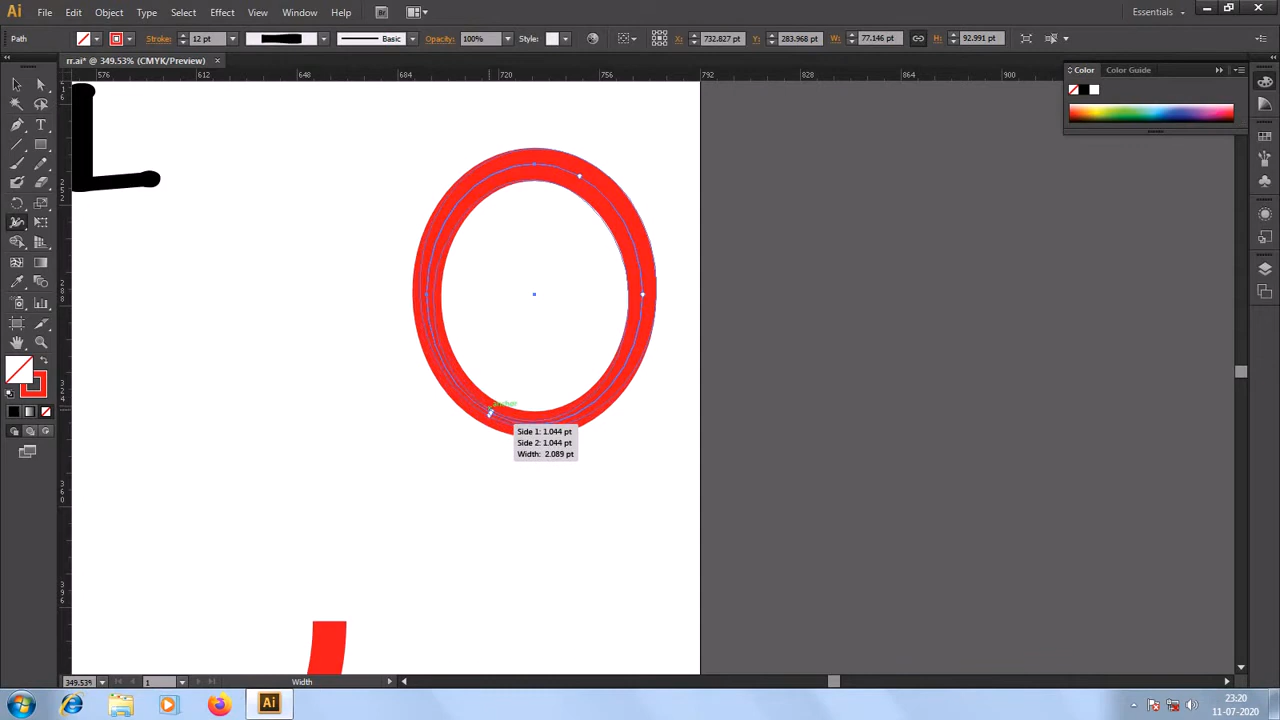 Ai File Edit Object Type Select Effect View Window Help Br Essentials
Path Stroke: 12 pt Basic Opacity: 100% Style: X: 732.827 pt Y: 283.968 pt W: 77.146 pt H: 92.991 pt
rr.ai* @ 349.53% (CMYK/Preview)
576 612 648 684 720 756 792 828 864 900
Color Color Guide
T
anchor
Side 1: 1.044 pt
Side 2: 1.044 pt
Width: 2.089 pt
349.53% 1 Width
Ai
23:20
11-07-2020